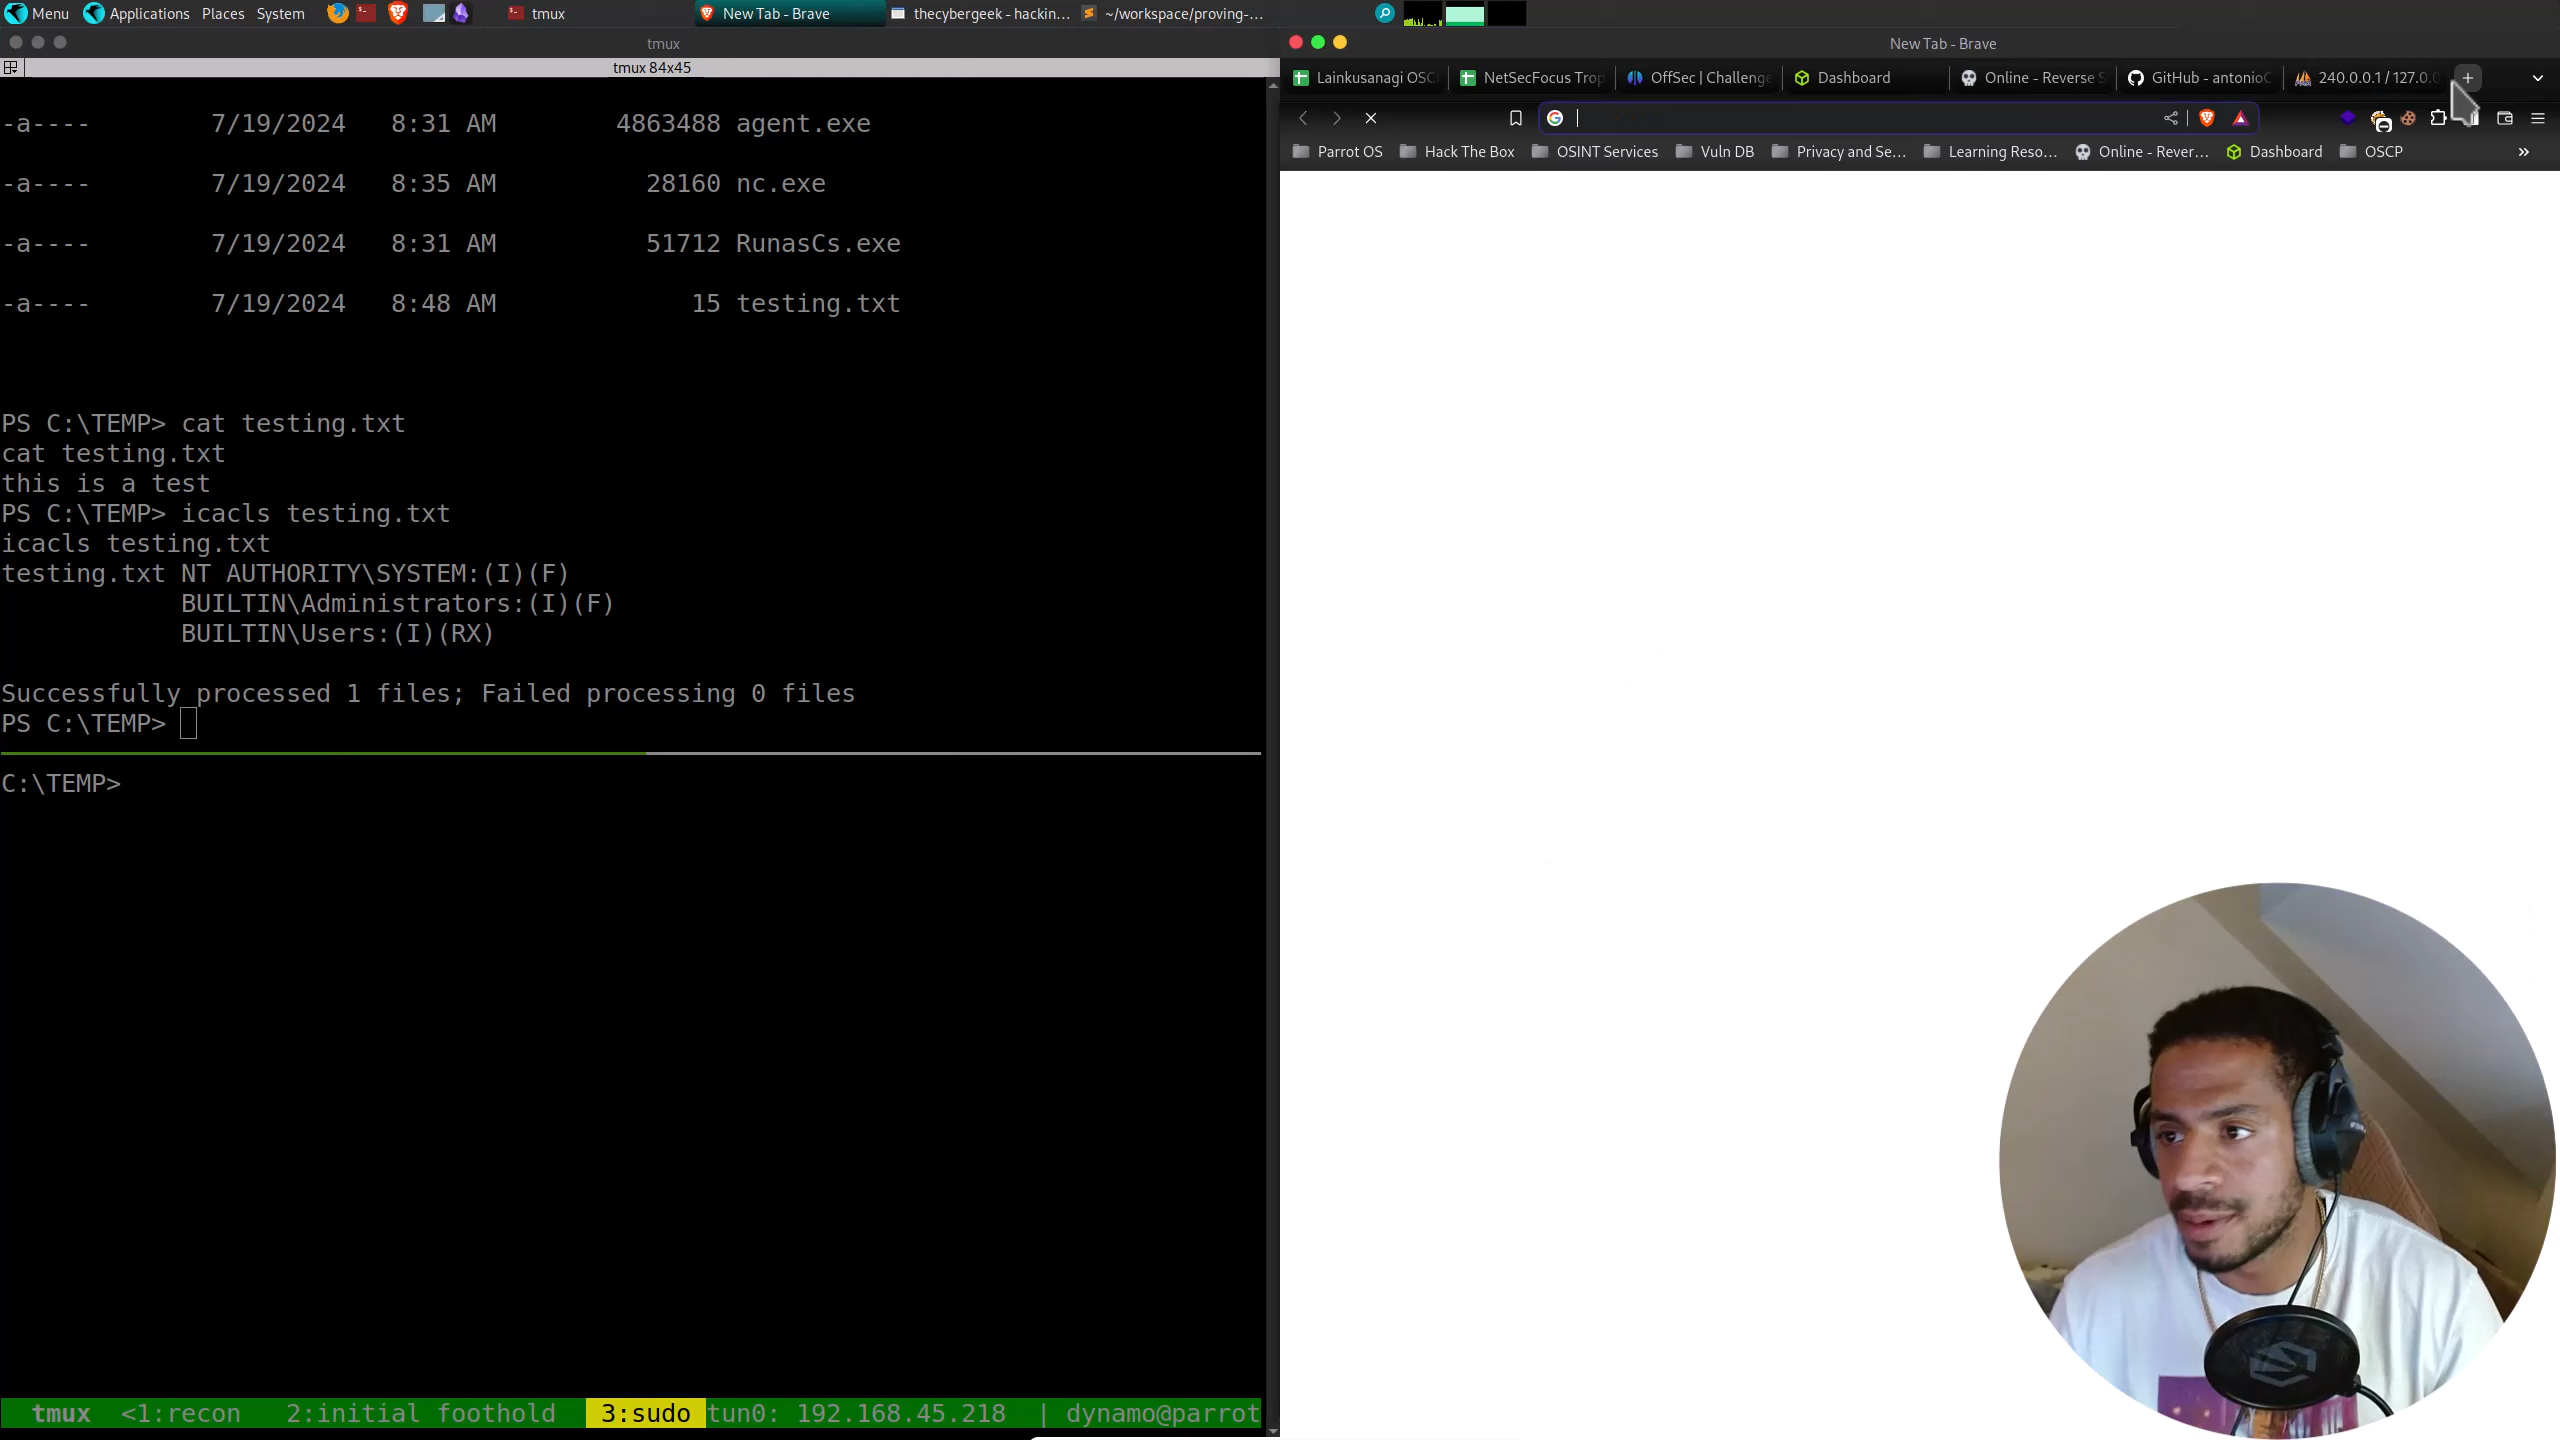 Menu Applications Places System tmux New Tab - Brave thecybergeek - hackin... ~/workspace/proving-...
tmux
tmux 84x45
-a---- 7/19/2024 8:31 AM 4863488 agent.exe
-a---- 7/19/2024 8:35 AM 28160 nc.exe
-a---- 7/19/2024 8:31 AM 51712 RunasCs.exe
-a---- 7/19/2024 8:48 AM 15 testing.txt
PS C:\TEMP> cat testing.txt
cat testing.txt
this is a test
PS C:\TEMP> icacls testing.txt
icacls testing.txt
testing.txt NT AUTHORITY\SYSTEM:(I)(F)
BUILTIN\Administrators:(I)(F)
BUILTIN\Users:(I)(RX)
Successfully processed 1 files; Failed processing 0 files
PS C:\TEMP>
C:\TEMP>
tmux <1:recon 2:initial foothold 3:sudo tun0: 192.168.45.218 | dynamo@parrot
New Tab - Brave
Lainkusanagi OSC NetSecFocus Trop OffSec | Challenge Dashboard Online - Reverse S GitHub - antonioC 240.0.0.1 / 127.0.0
Parrot OS Hack The Box OSINT Services Vuln DB Privacy and Se... Learning Reso... Online - Rever... Dashboard OSCP »